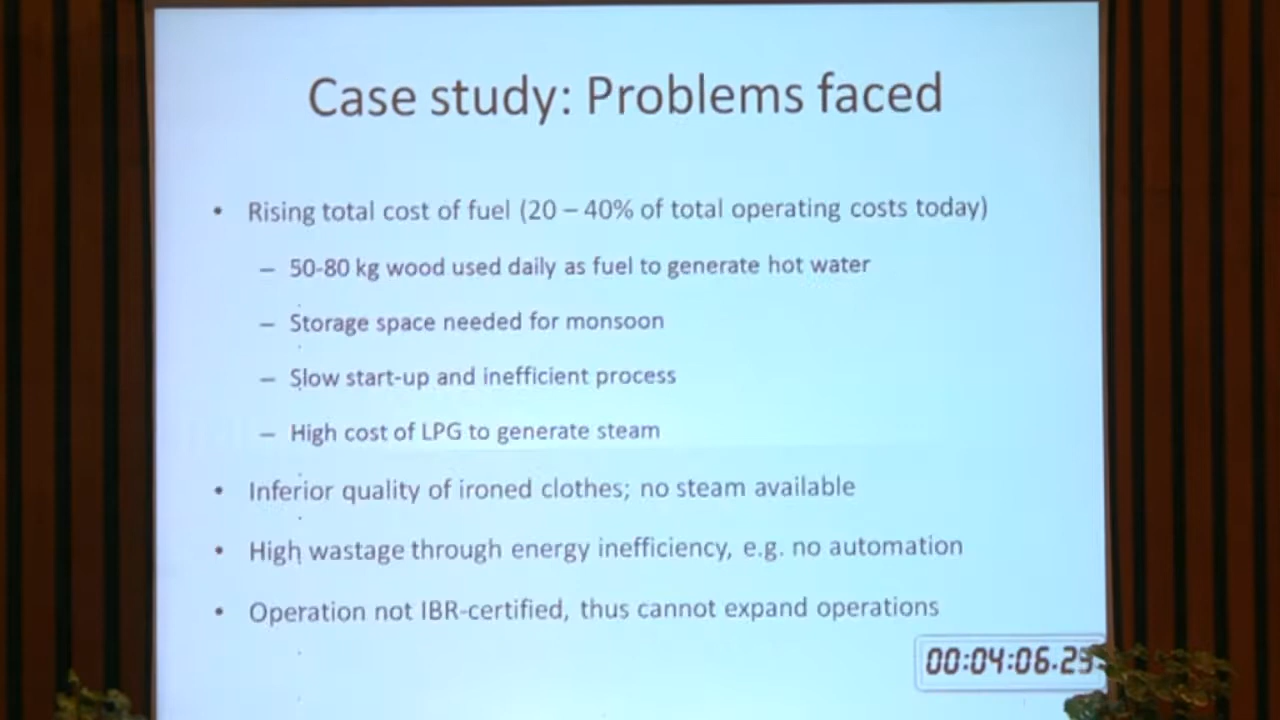 Case study: Problems faced
• Rising total cost of fuel (20 – 40% of total operating costs today)
– 50-80 kg wood used daily as fuel to generate hot water
– Storage space needed for monsoon
– Slow start-up and inefficient process
– High cost of LPG to generate steam
• Inferior quality of ironed clothes; no steam available
• High wastage through energy inefficiency, e.g. no automation
• Operation not IBR-certified, thus cannot expand operations
00:04:06.29